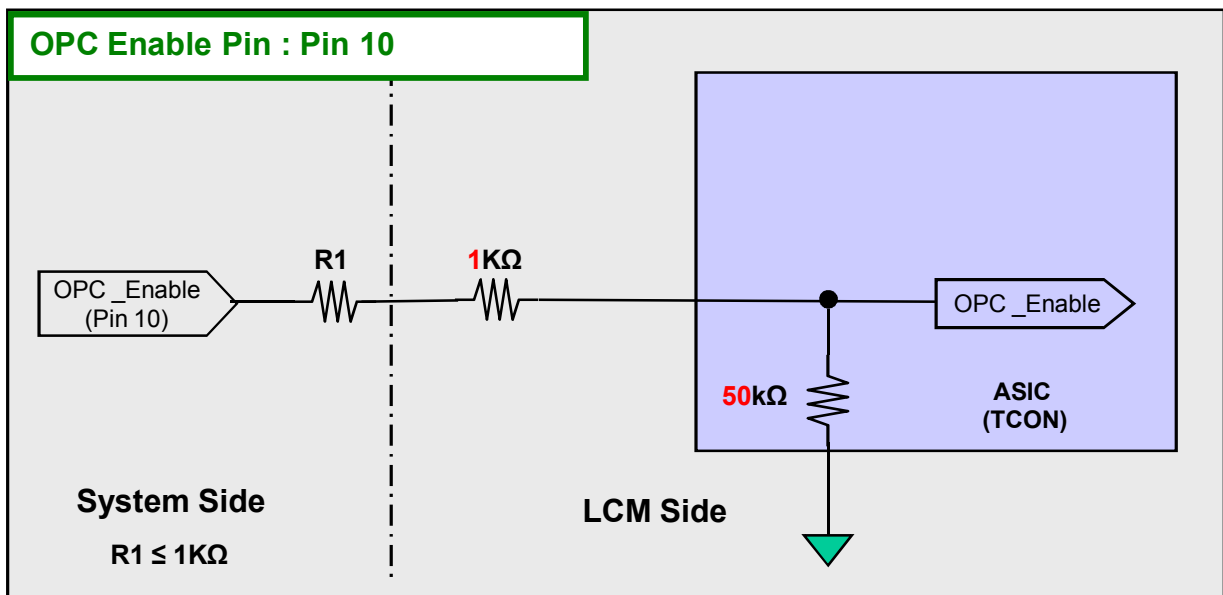 OPC Enable Pin : Pin 10
R1
1KΩ
OPC _Enable
(Pin 10)
OPC _Enable
50kΩ
ASIC
(TCON)
System Side
LCM Side
R1 ≤ 1KΩ